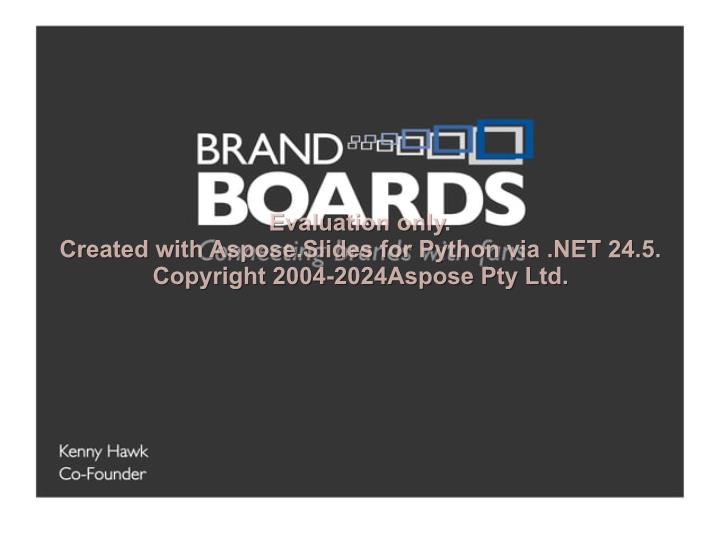 BRAND
BOARDS
Evaluation only.
Created with Aspose.Slides for Python via .NET 24.5.
Connecting brands with fans
Copyright 2004-2024Aspose Pty Ltd.
Kenny Hawk
Co-Founder